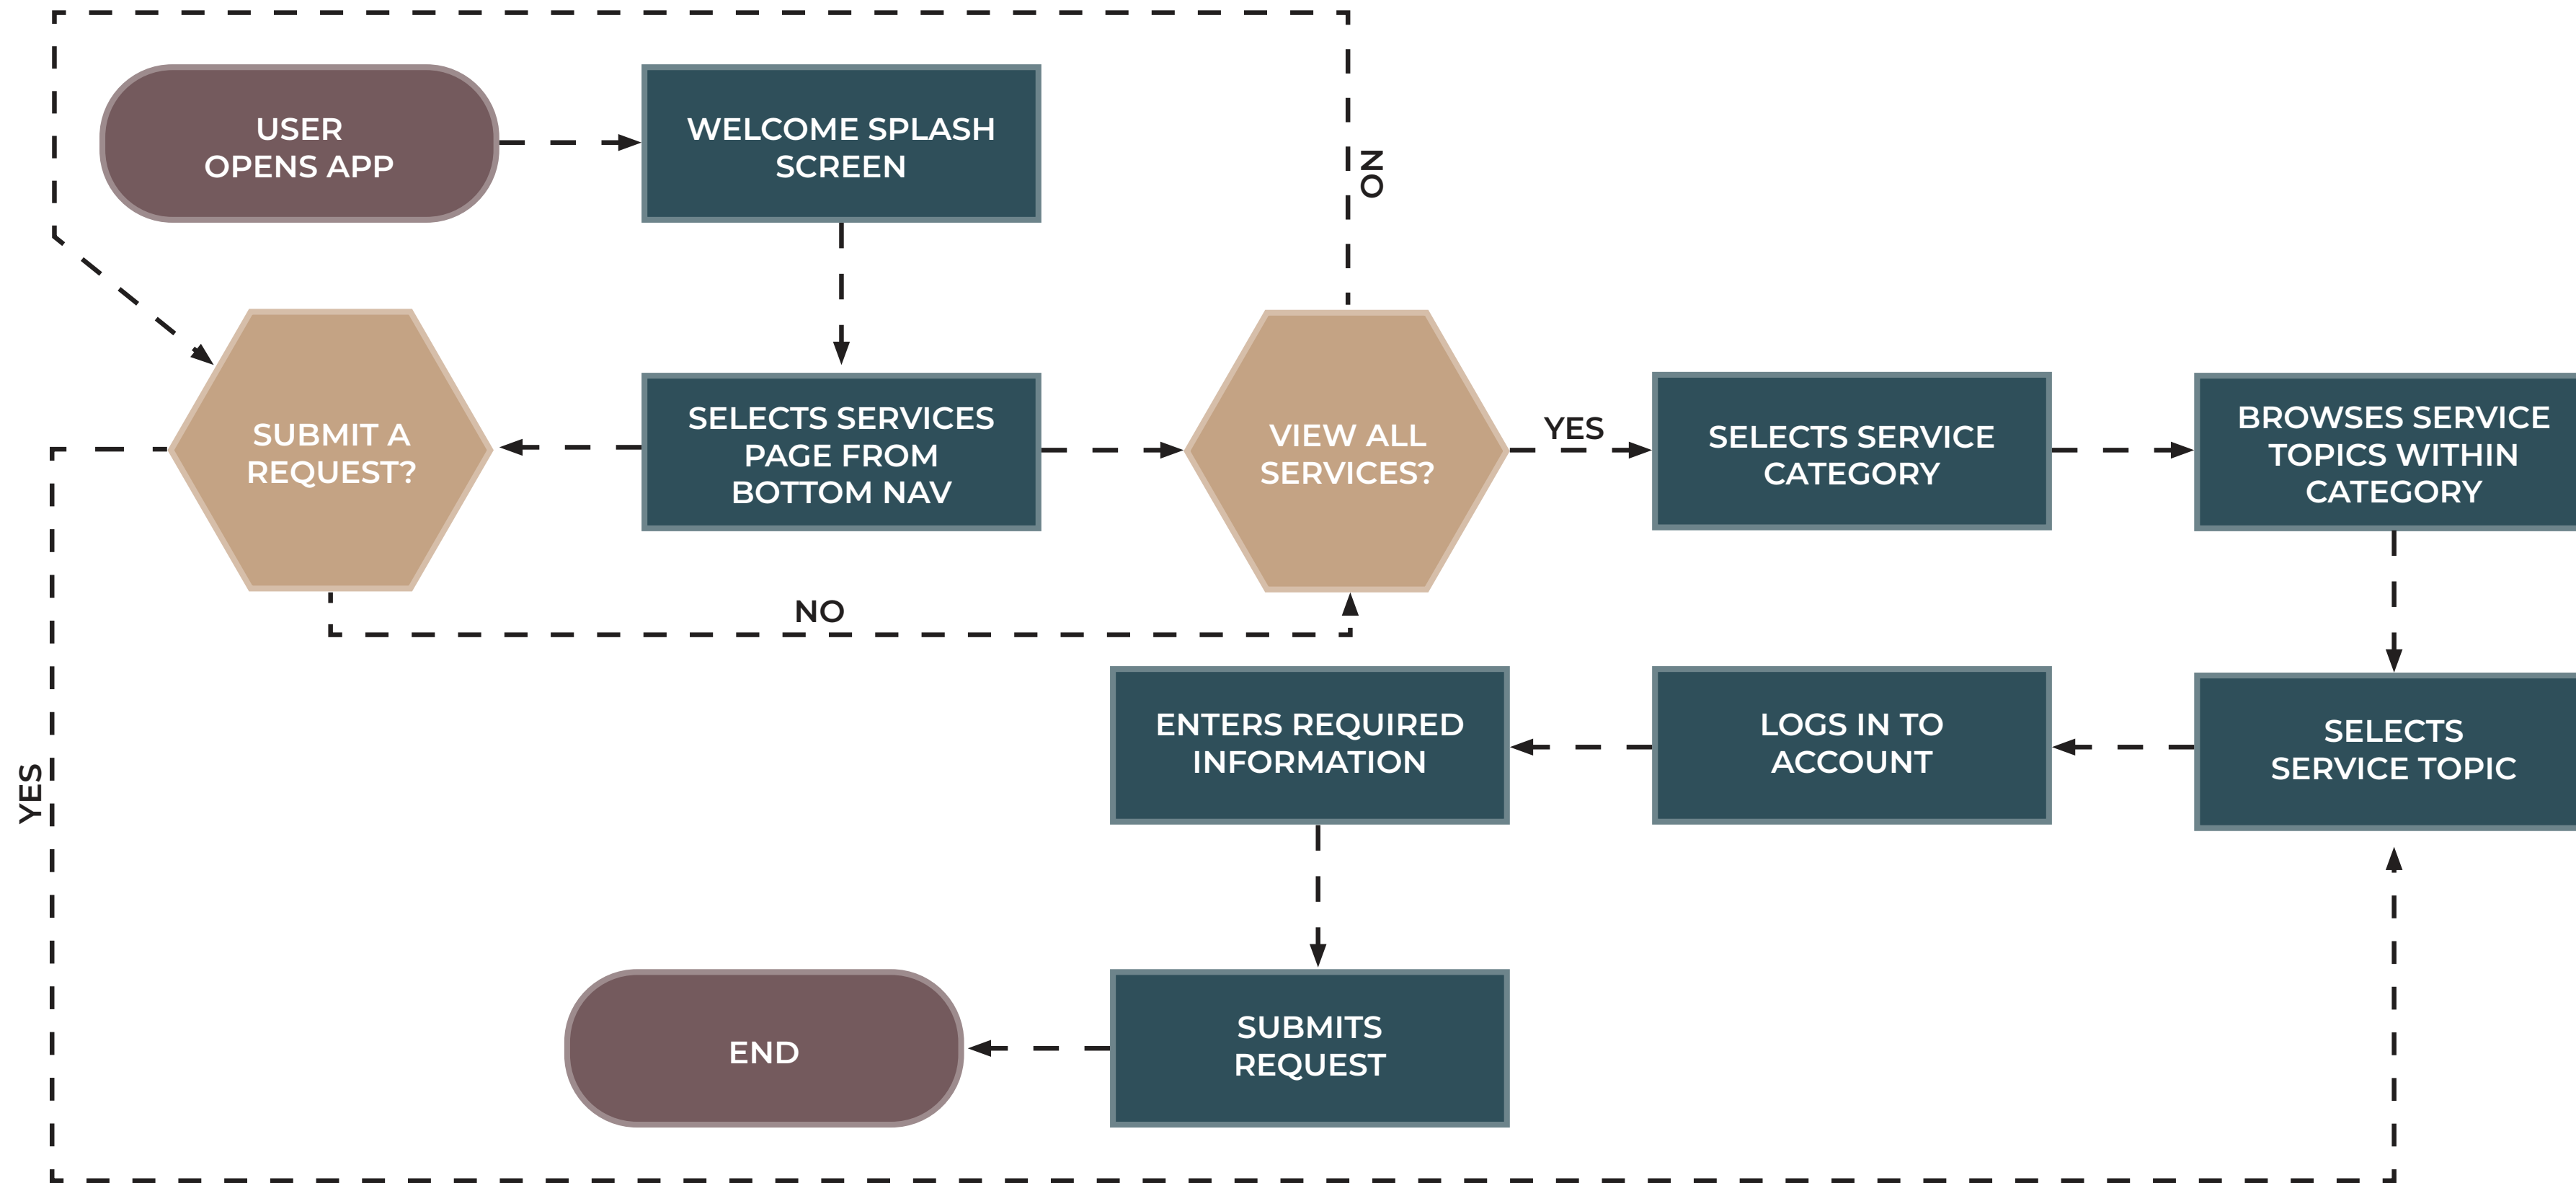 USER
OPENS APP
WELCOME SPLASH
SCREEN
NO
SUBMIT A
REQUEST?
SELECTS SERVICES
PAGE FROM
BOTTOM NAV
VIEW ALL
SERVICES?
YES
SELECTS SERVICE
CATEGORY
BROWSES SERVICE
TOPICS WITHIN
CATEGORY
NO
ENTERS REQUIRED
INFORMATION
LOGS IN TO
ACCOUNT
SELECTS
SERVICE TOPIC
YES
END
SUBMITS
REQUEST